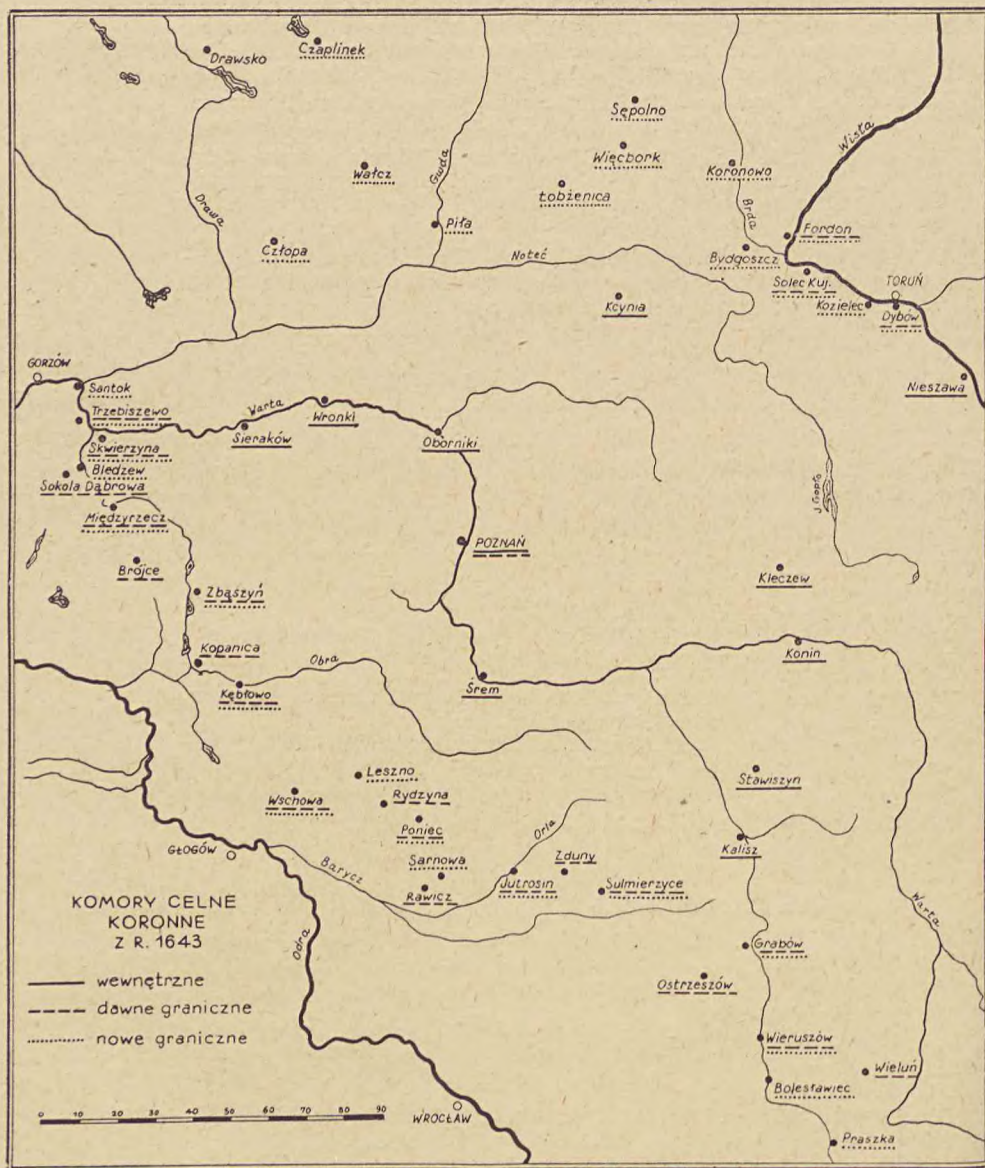 Drawsko
Czaplinek
Sępolno
Więcbork
Wałcz
Gwda
Łobżenica
Koronowo
Wisła
Drawa
Piła
Brda
Fordon
Człopa
Noteć
Bydgoszcz
Solec Kuj.
TORUŃ
Kcynia
Kozielec
Dybów
GORZÓW
Santok
Nieszawa
Trzebiszewo
Warta
Wronki
Sieraków
Oborniki
Skwierzyna
Bledzew
Sokola Dąbrowa
Międzyrzecz
J. Gopło
POZNAŃ
Brójce
Zbąszyń
Kleczew
Kopanica
Obra
Konin
Kębłowo
Śrem
Leszno
Stawiszyn
Wschowa
Rydzyna
Poniec
Orla
Kalisz
GŁOGÓW
Barycz
Sarnowa
Zduny
Rawicz
Jutrosin
Sulmierzyce
Warta
KOMORY CELNE
KORONNE
Z R. 1643
Odra
Grabów
wewnętrzne
Ostrzeszów
dawne graniczne
nowe graniczne
Wieruszów
Wieluń
Bolesławiec
0 10 20 30 40 50 60 70 80 90
WROCŁAW
Praszka